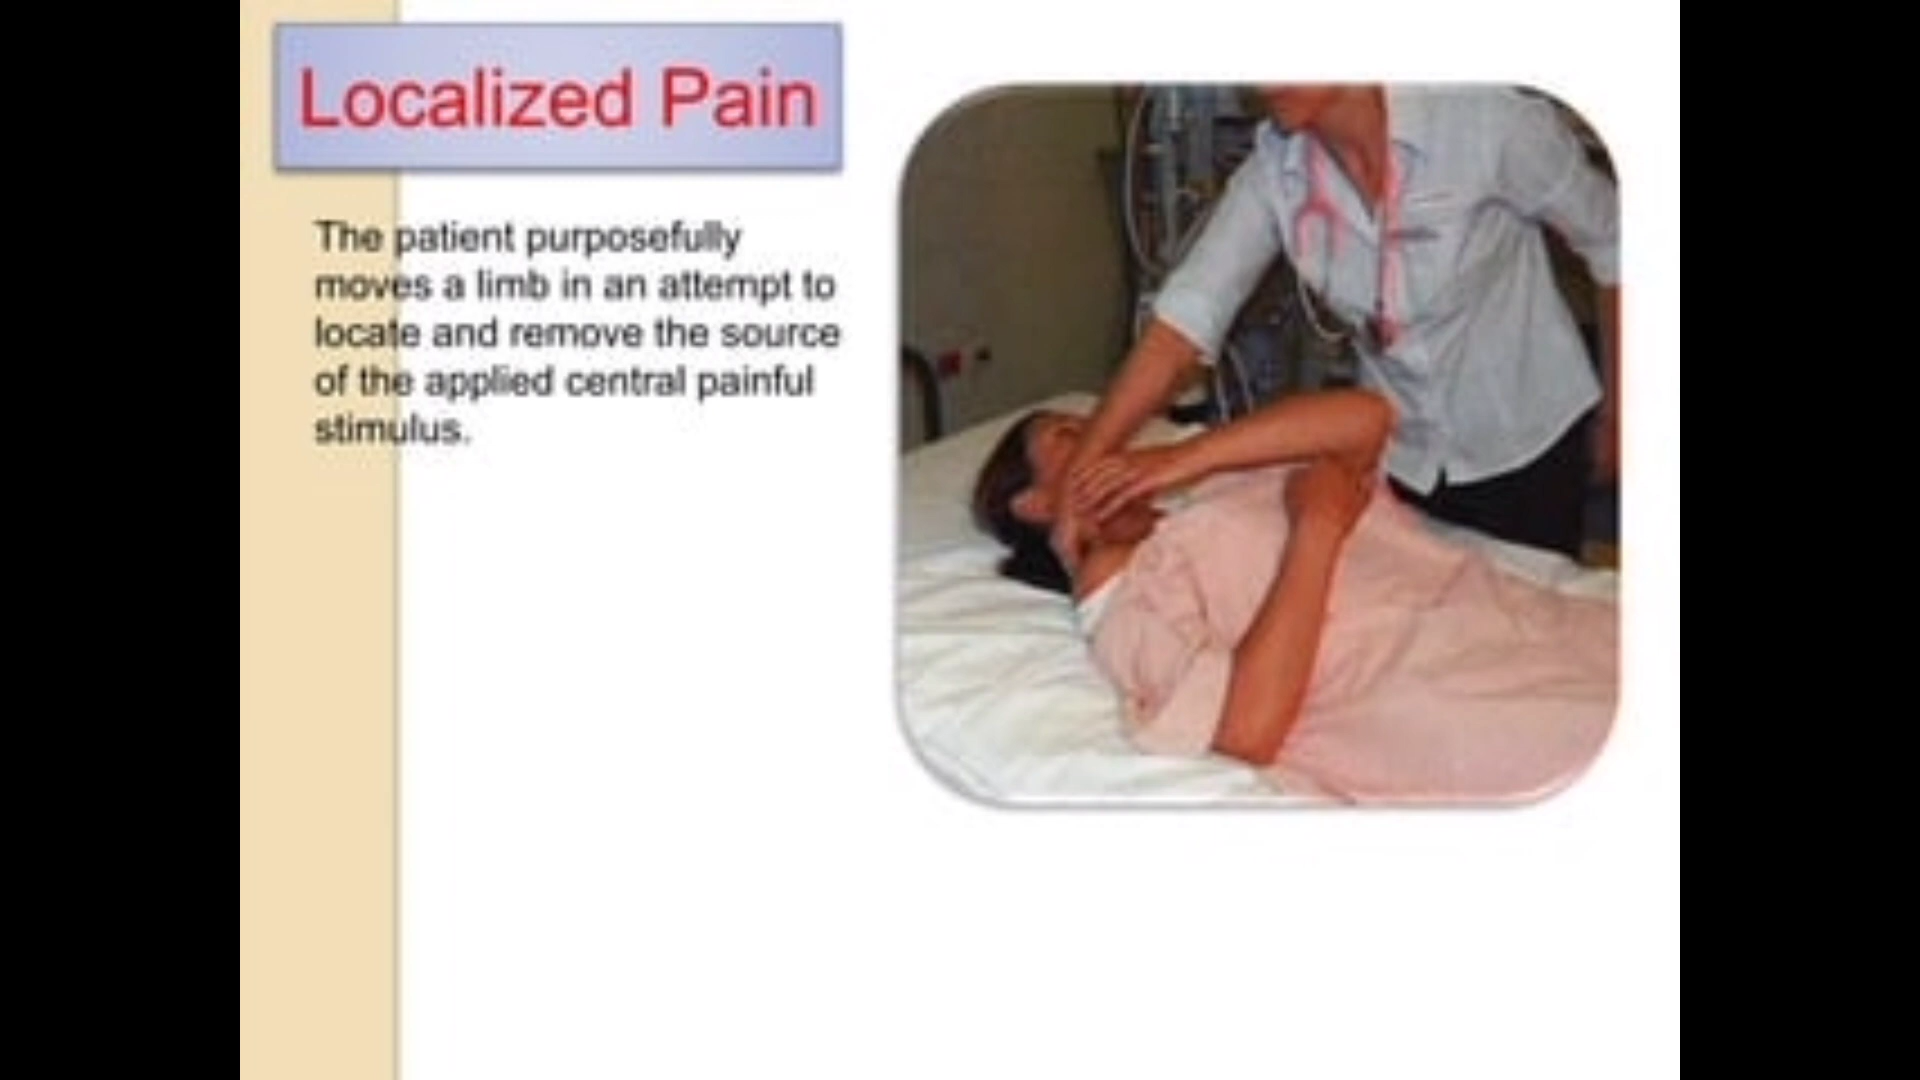 Localized Pain
The patient purposefully
moves a limb in an attempt to
locate and remove the source
of the applied central painful
stimulus.